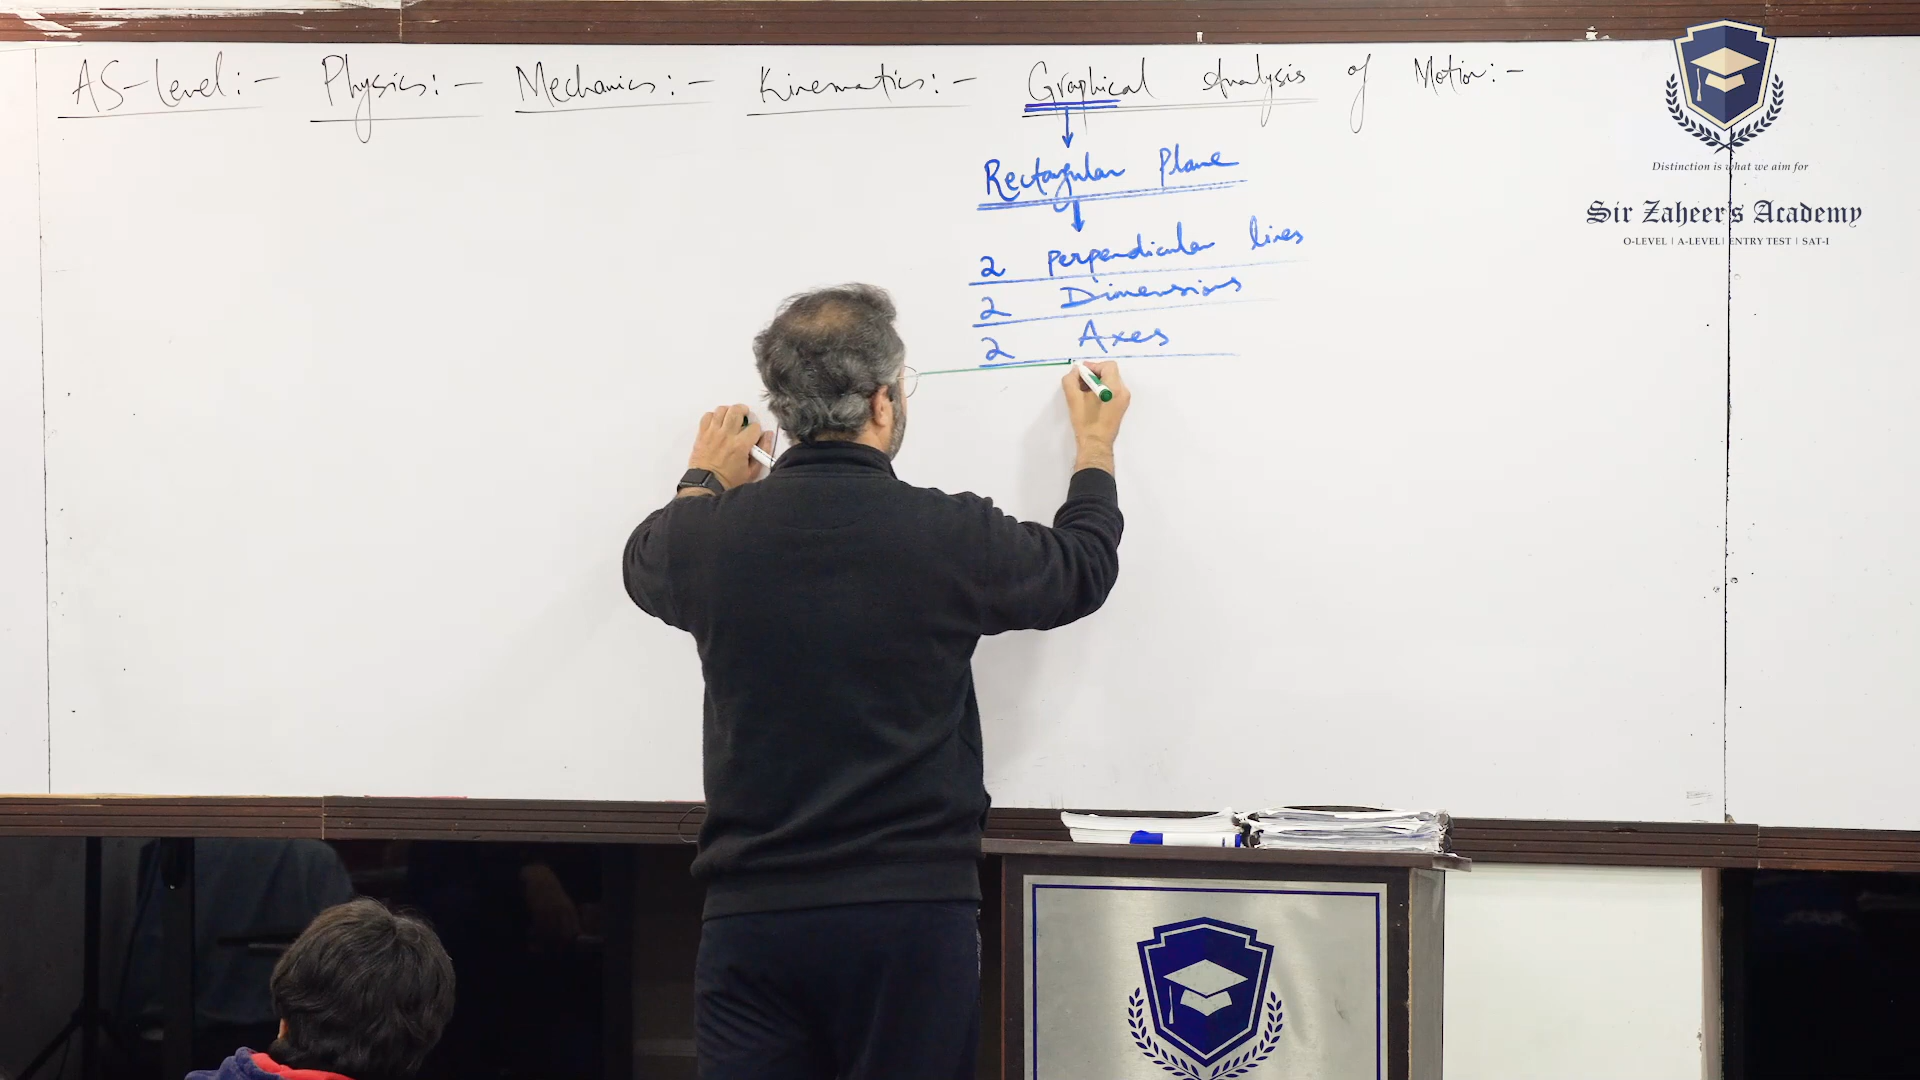 AS-Level:- Physics:- Mechanics:- Kinematics:- Graphical Analysis of Motion:-
Rectangular Plane
2 perpendicular lines
2 Dimensions
2 Axes
Distinction is what we aim for
Sir Zaheer's Academy
O-LEVEL | A-LEVEL | ENTRY TEST | SAT-I